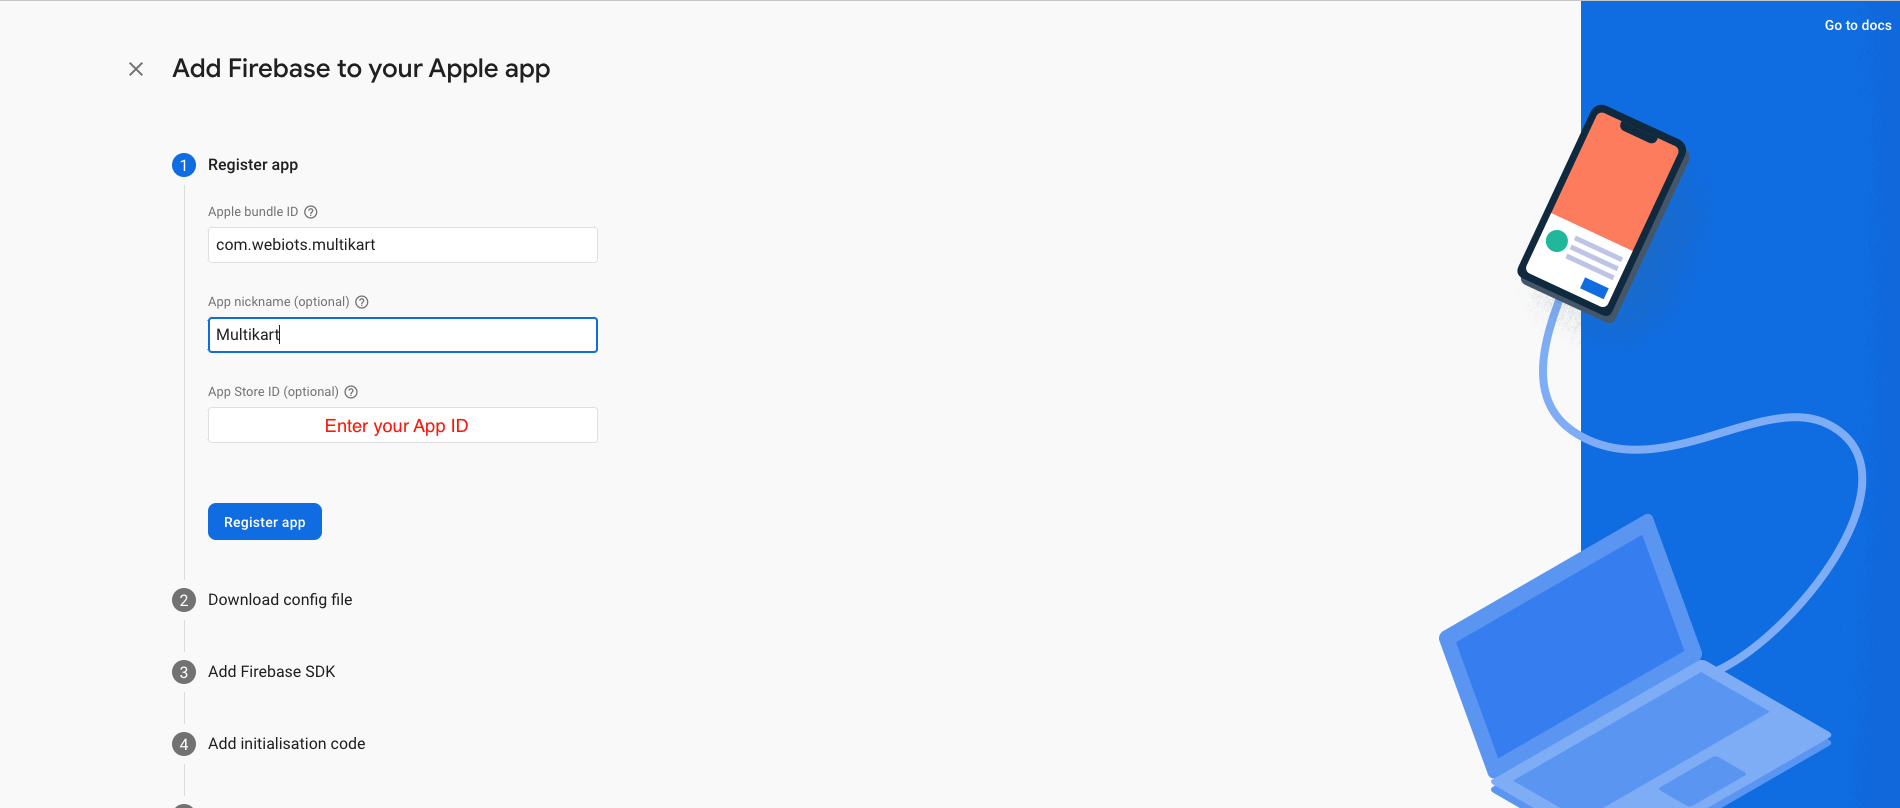 Go to docs
Add Firebase to your Apple app
1 Register app
Apple bundle ID
com.webiots.multikart
App nickname (optional)
Multikart
App Store ID (optional)
Enter your App ID
Register app
2 Download config file
3 Add Firebase SDK
4 Add initialisation code